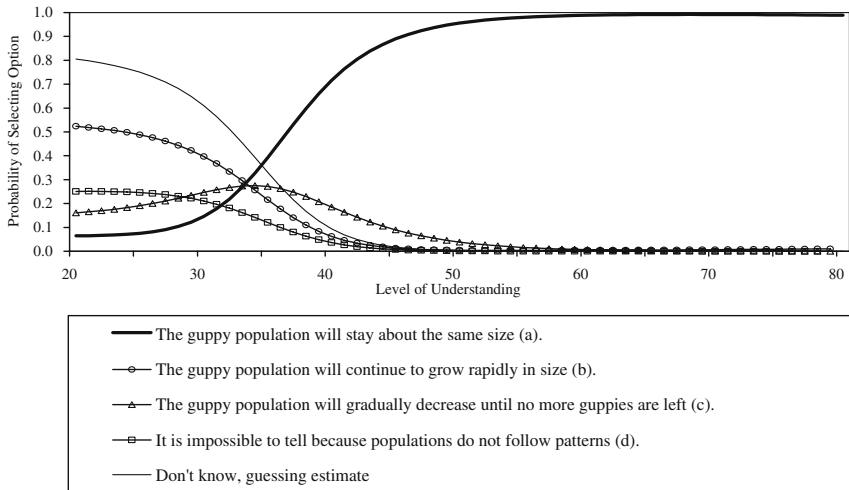 Probability of Selecting Option
1.0
0.9
0.8
0.7
0.6
0.5
0.4
0.3
0.2
0.1
0.0
20 30 40 50 60 70 80
Level of Understanding
The guppy population will stay about the same size (a).
The guppy population will continue to grow rapidly in size (b).
The guppy population will gradually decrease until no more guppies are left (c).
It is impossible to tell because populations do not follow patterns (d).
Don't know, guessing estimate